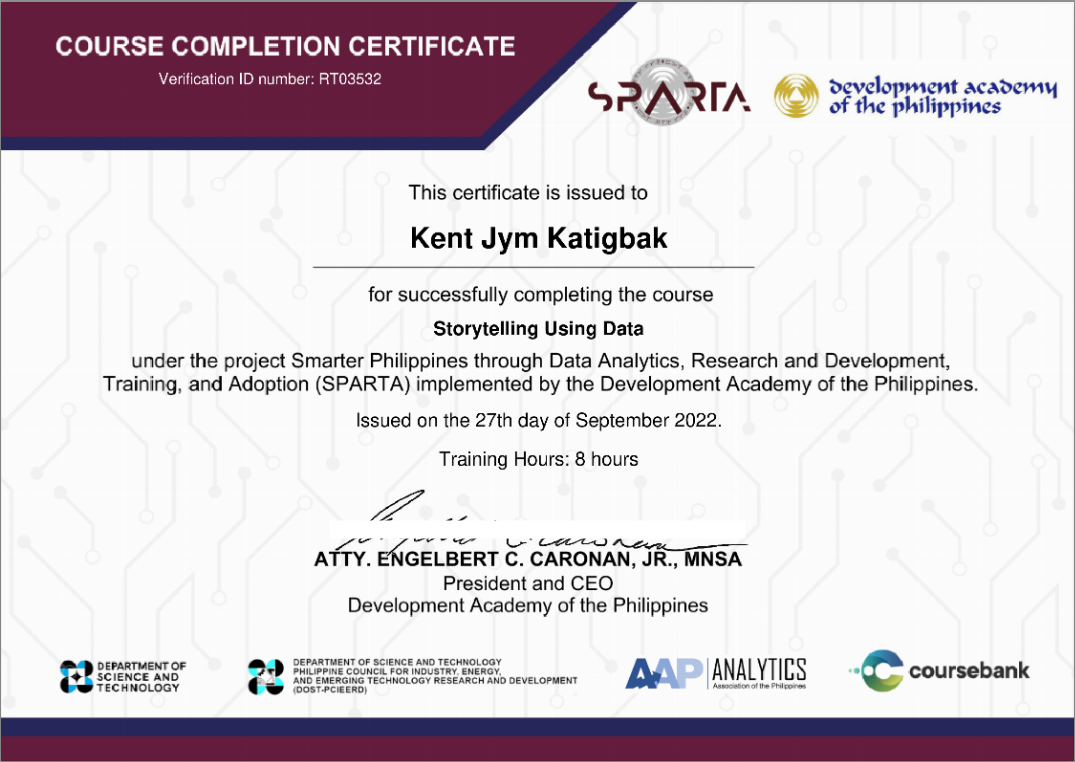 COURSE COMPLETION CERTIFICATE
Verification ID number: RT03532
SPARTA
development academy
of the philippines
This certificate is issued to
Kent Jym Katigbak
for successfully completing the course
Storytelling Using Data
under the project Smarter Philippines through Data Analytics, Research and Development,
Training, and Adoption (SPARTA) implemented by the Development Academy of the Philippines.
Issued on the 27th day of September 2022.
Training Hours: 8 hours
ATTY. ENGELBERT C. CARONAN, JR., MNSA
President and CEO
Development Academy of the Philippines
DEPARTMENT OF
SCIENCE AND
TECHNOLOGY
DEPARTMENT OF SCIENCE AND TECHNOLOGY
PHILIPPINE COUNCIL FOR INDUSTRY, ENERGY,
AND EMERGING TECHNOLOGY RESEARCH AND DEVELOPMENT
(DOST-PCIEERD)
AAP ANALYTICS
Association of the Philippines
coursebank